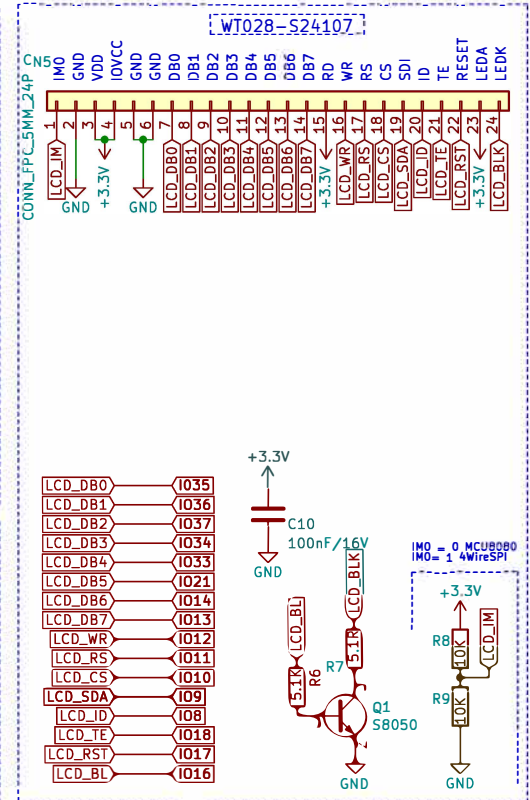 WT028-S24107
CN5
CONN_FPC_5MM_24P
IM0 GND VDD IOVCC GND GND DB0 DB1 DB2 DB3 DB4 DB5 DB6 DB7 RD WR RS CS SDI ID TE RESET LEDA LEDK
1 2 3 4 5 6 7 8 9 10 11 12 13 14 15 16 17 18 19 20 21 22 23 24
LCD_IM GND +3.3V GND LCD_DB0 LCD_DB1 LCD_DB2 LCD_DB3 LCD_DB4 LCD_DB5 LCD_DB6 LCD_DB7 +3.3V LCD_WR LCD_RS LCD_CS LCD_SDA LCD_ID LCD_TE LCD_RST +3.3V LCD_BLK
LCD_DB0 IO35
LCD_DB1 IO36
LCD_DB2 IO37
LCD_DB3 IO34
LCD_DB4 IO33
LCD_DB5 IO21
LCD_DB6 IO14
LCD_DB7 IO13
LCD_WR IO12
LCD_RS IO11
LCD_CS IO10
LCD_SDA IO9
LCD_ID IO8
LCD_TE IO18
LCD_RST IO17
LCD_BL IO16
+3.3V
C10
100nF/16V
GND
LCD_BLK
LCD_BL
5.1R
R7
5.1K
R6
Q1
S8050
GND
IM0 = 0 MCU8080
IM0= 1 4WireSPI
+3.3V
R8
10K
LCD_IM
R9
10K
GND